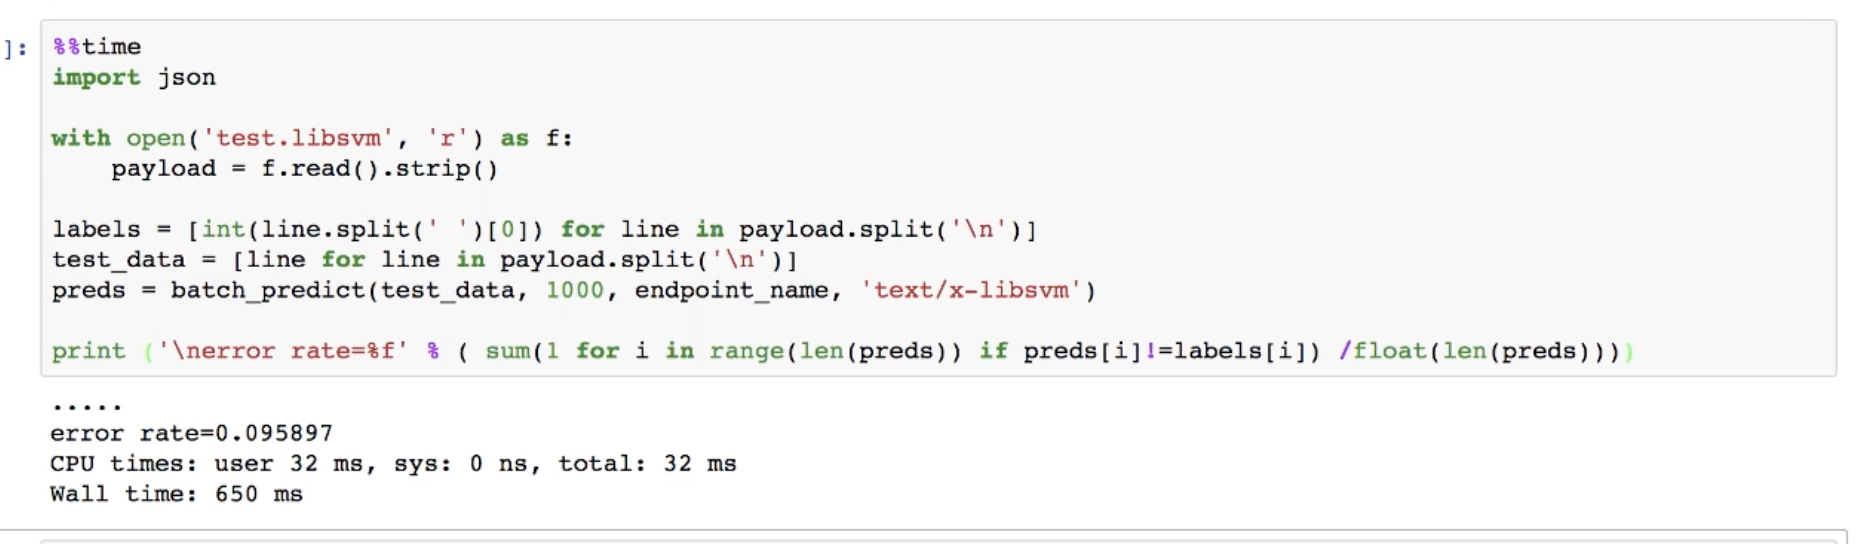 ]: %%time
import json
with open('test.libsvm', 'r') as f:
    payload = f.read().strip()
labels = [int(line.split(' ')[0]) for line in payload.split('\n')]
test_data = [line for line in payload.split('\n')]
preds = batch_predict(test_data, 1000, endpoint_name, 'text/x-libsvm')
print ('\nerror rate=%f' % ( sum(1 for i in range(len(preds)) if preds[i]!=labels[i]) /float(len(preds))))
.....
error rate=0.095897
CPU times: user 32 ms, sys: 0 ns, total: 32 ms
Wall time: 650 ms